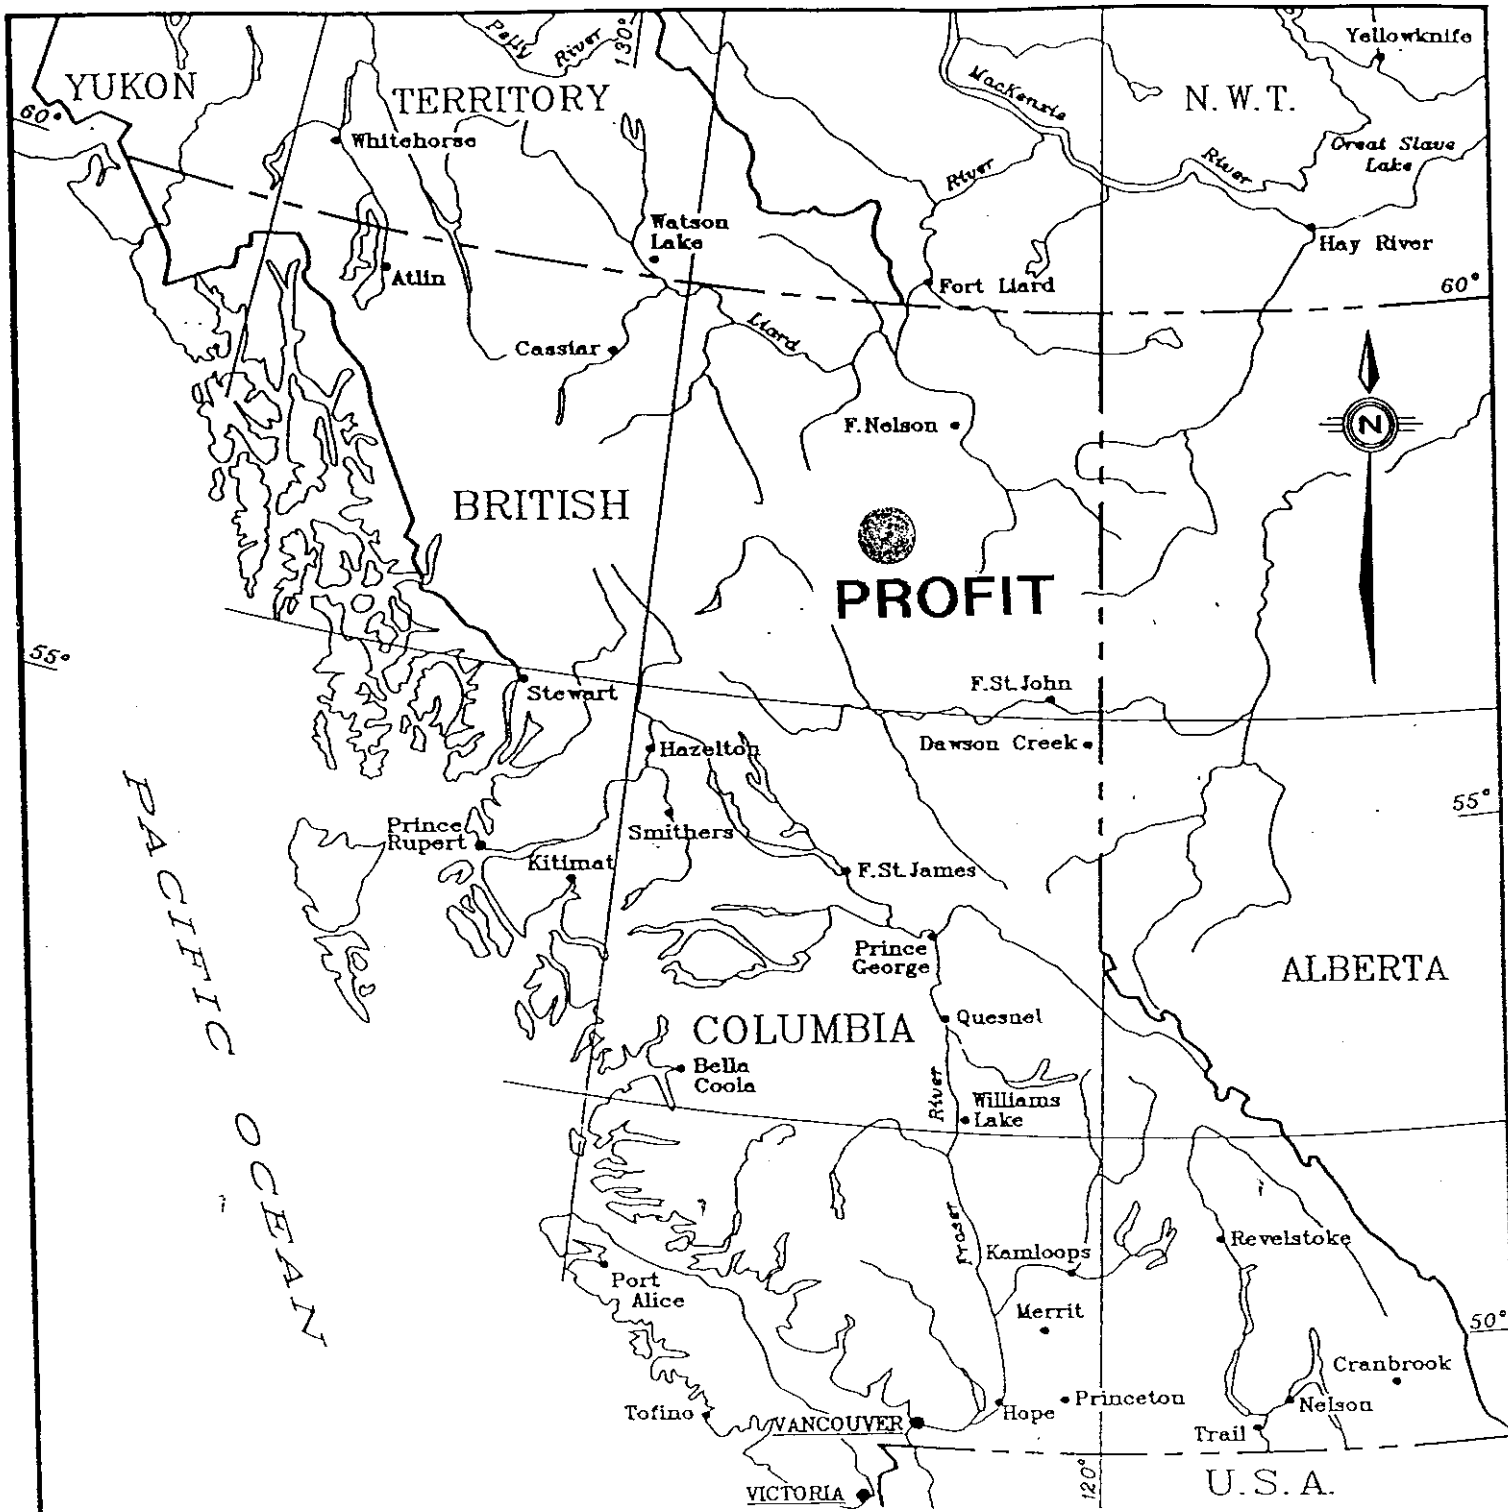 Pelly
River
130°
Yellowknife
YUKON
TERRITORY
MacKenzie
N.W.T.
60°
Whitehorse
River
River
Great Slave
Lake
Watson
Lake
Hay River
Atlin
Fort Liard
60°
Liard
Cassiar
N
F.Nelson
BRITISH
PROFIT
55°
Stewart
F.St.John
Hazelton
Dawson Creek
PACIFIC OCEAN
55°
Prince
Rupert
Smithers
Kitimat
F.St.James
Prince
George
ALBERTA
COLUMBIA
Quesnel
Bella
Coola
River
Williams
Lake
Fraser
Revelstoke
Kamloops
Port
Alice
Merrit
50°
Cranbrook
Tofino
VANCOUVER
Hope
Princeton
Nelson
Trail
120°
U.S.A.
VICTORIA